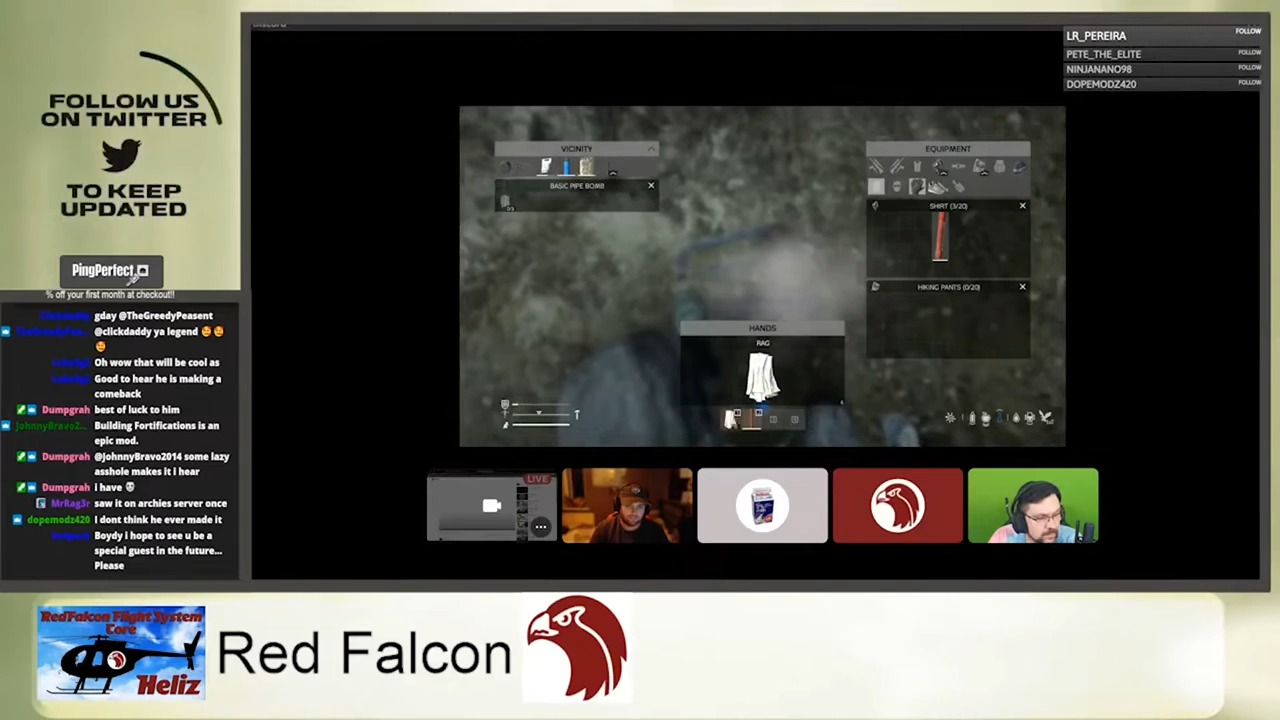 FOLLOW US
ON TWITTER
TO KEEP
UPDATED
PingPerfect
% off your first month at checkout!!
gday @TheGreedyPeasent
@clickdaddy ya legend
Oh wow that will be cool as
Good to hear he is making a
comeback
Dumpgrah best of luck to him
JohnnyBravo2... Building Fortifications is an
epic mod.
Dumpgrah @JohnnyBravo2014 some lazy
asshole makes it i hear
Dumpgrah i have
MrRag3r saw it on archies server once
dopemodz420 I dont think he ever made it
Boydy i hope to see u be a
special guest in the future...
Please
LR_PEREIRA FOLLOW
PETE_THE_ELITE FOLLOW
NINJANANO98 FOLLOW
DOPEMODZ420 FOLLOW
VICINITY
BASIC PIPE BOMB
EQUIPMENT
SHIRT (3/20)
HIKING PANTS (0/20)
HANDS
RAG
LIVE
RedFalcon Flight System
Core
Heliz
Red Falcon